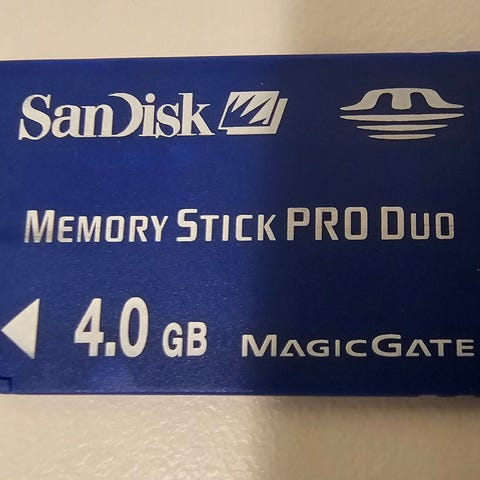 SanDisk
MEMORY STICK PRO DUO
4.0 GB MAGICGATE